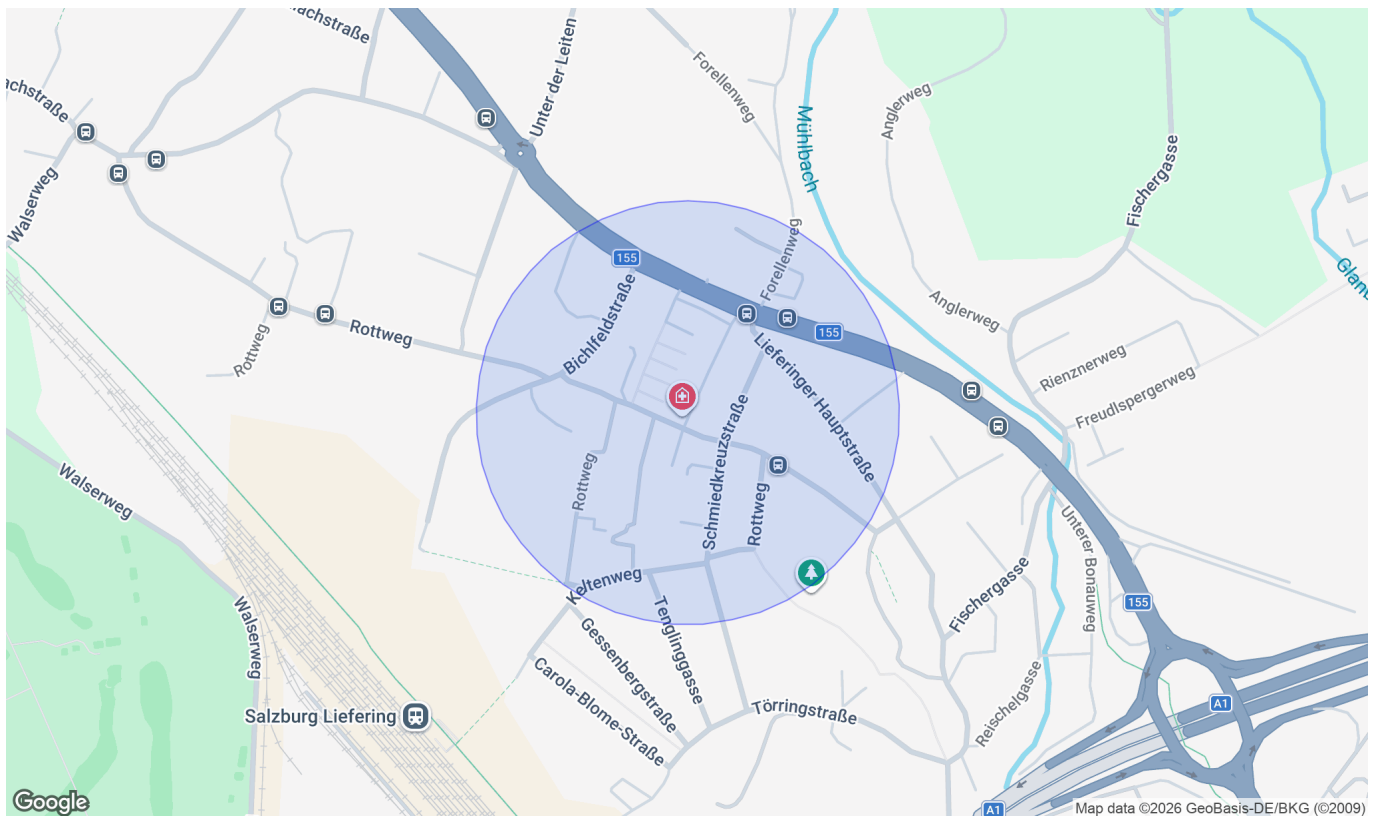 achstraße
achstraße
Unter der Leiten
Forellenweg
Anglerweg
Mühlbach
Fischergasse
Walserweg
155
Forellenweg
Glanb
Bichlfeldstraße
Anglerweg
Rottweg
Rottweg
155
Lieferinger Hauptstraße
Rienznerweg
Freudlspergerweg
Schmiedkreuzstraße
Rottweg
Rottweg
Walserweg
Unterer Bonauweg
Keltenweg
Fischergasse
155
Walserweg
Tenglinggasse
Gessenbergstraße
Carola-Blome-Straße
Reischelgasse
A1
Törringstraße
Salzburg Liefering
Google
A1
Map data ©2026 GeoBasis-DE/BKG (©2009)